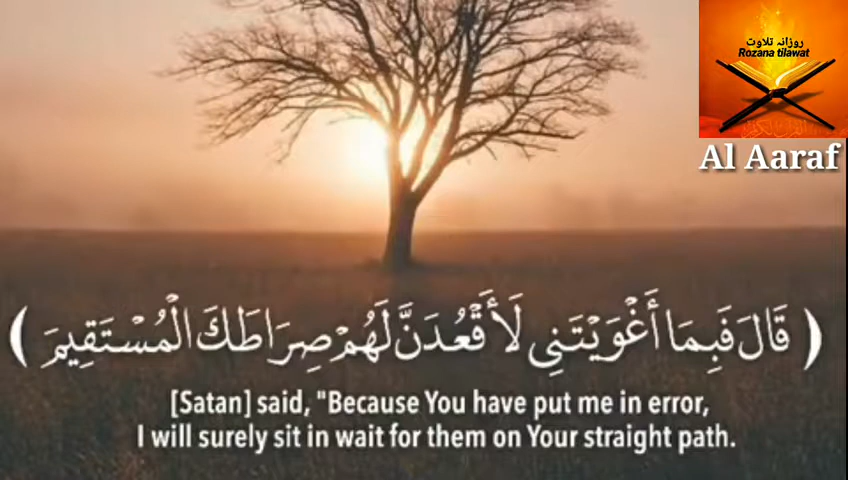 روزانہ تلاوت
Rozana tilawat
Al Aaraf
﴿ قَالَ فَبِمَا أَغْوَيْتَنِي لَأَقْعُدَنَّ لَهُمْ صِرَاطَكَ الْمُسْتَقِيمَ ﴾
[Satan] said, "Because You have put me in error,
I will surely sit in wait for them on Your straight path.